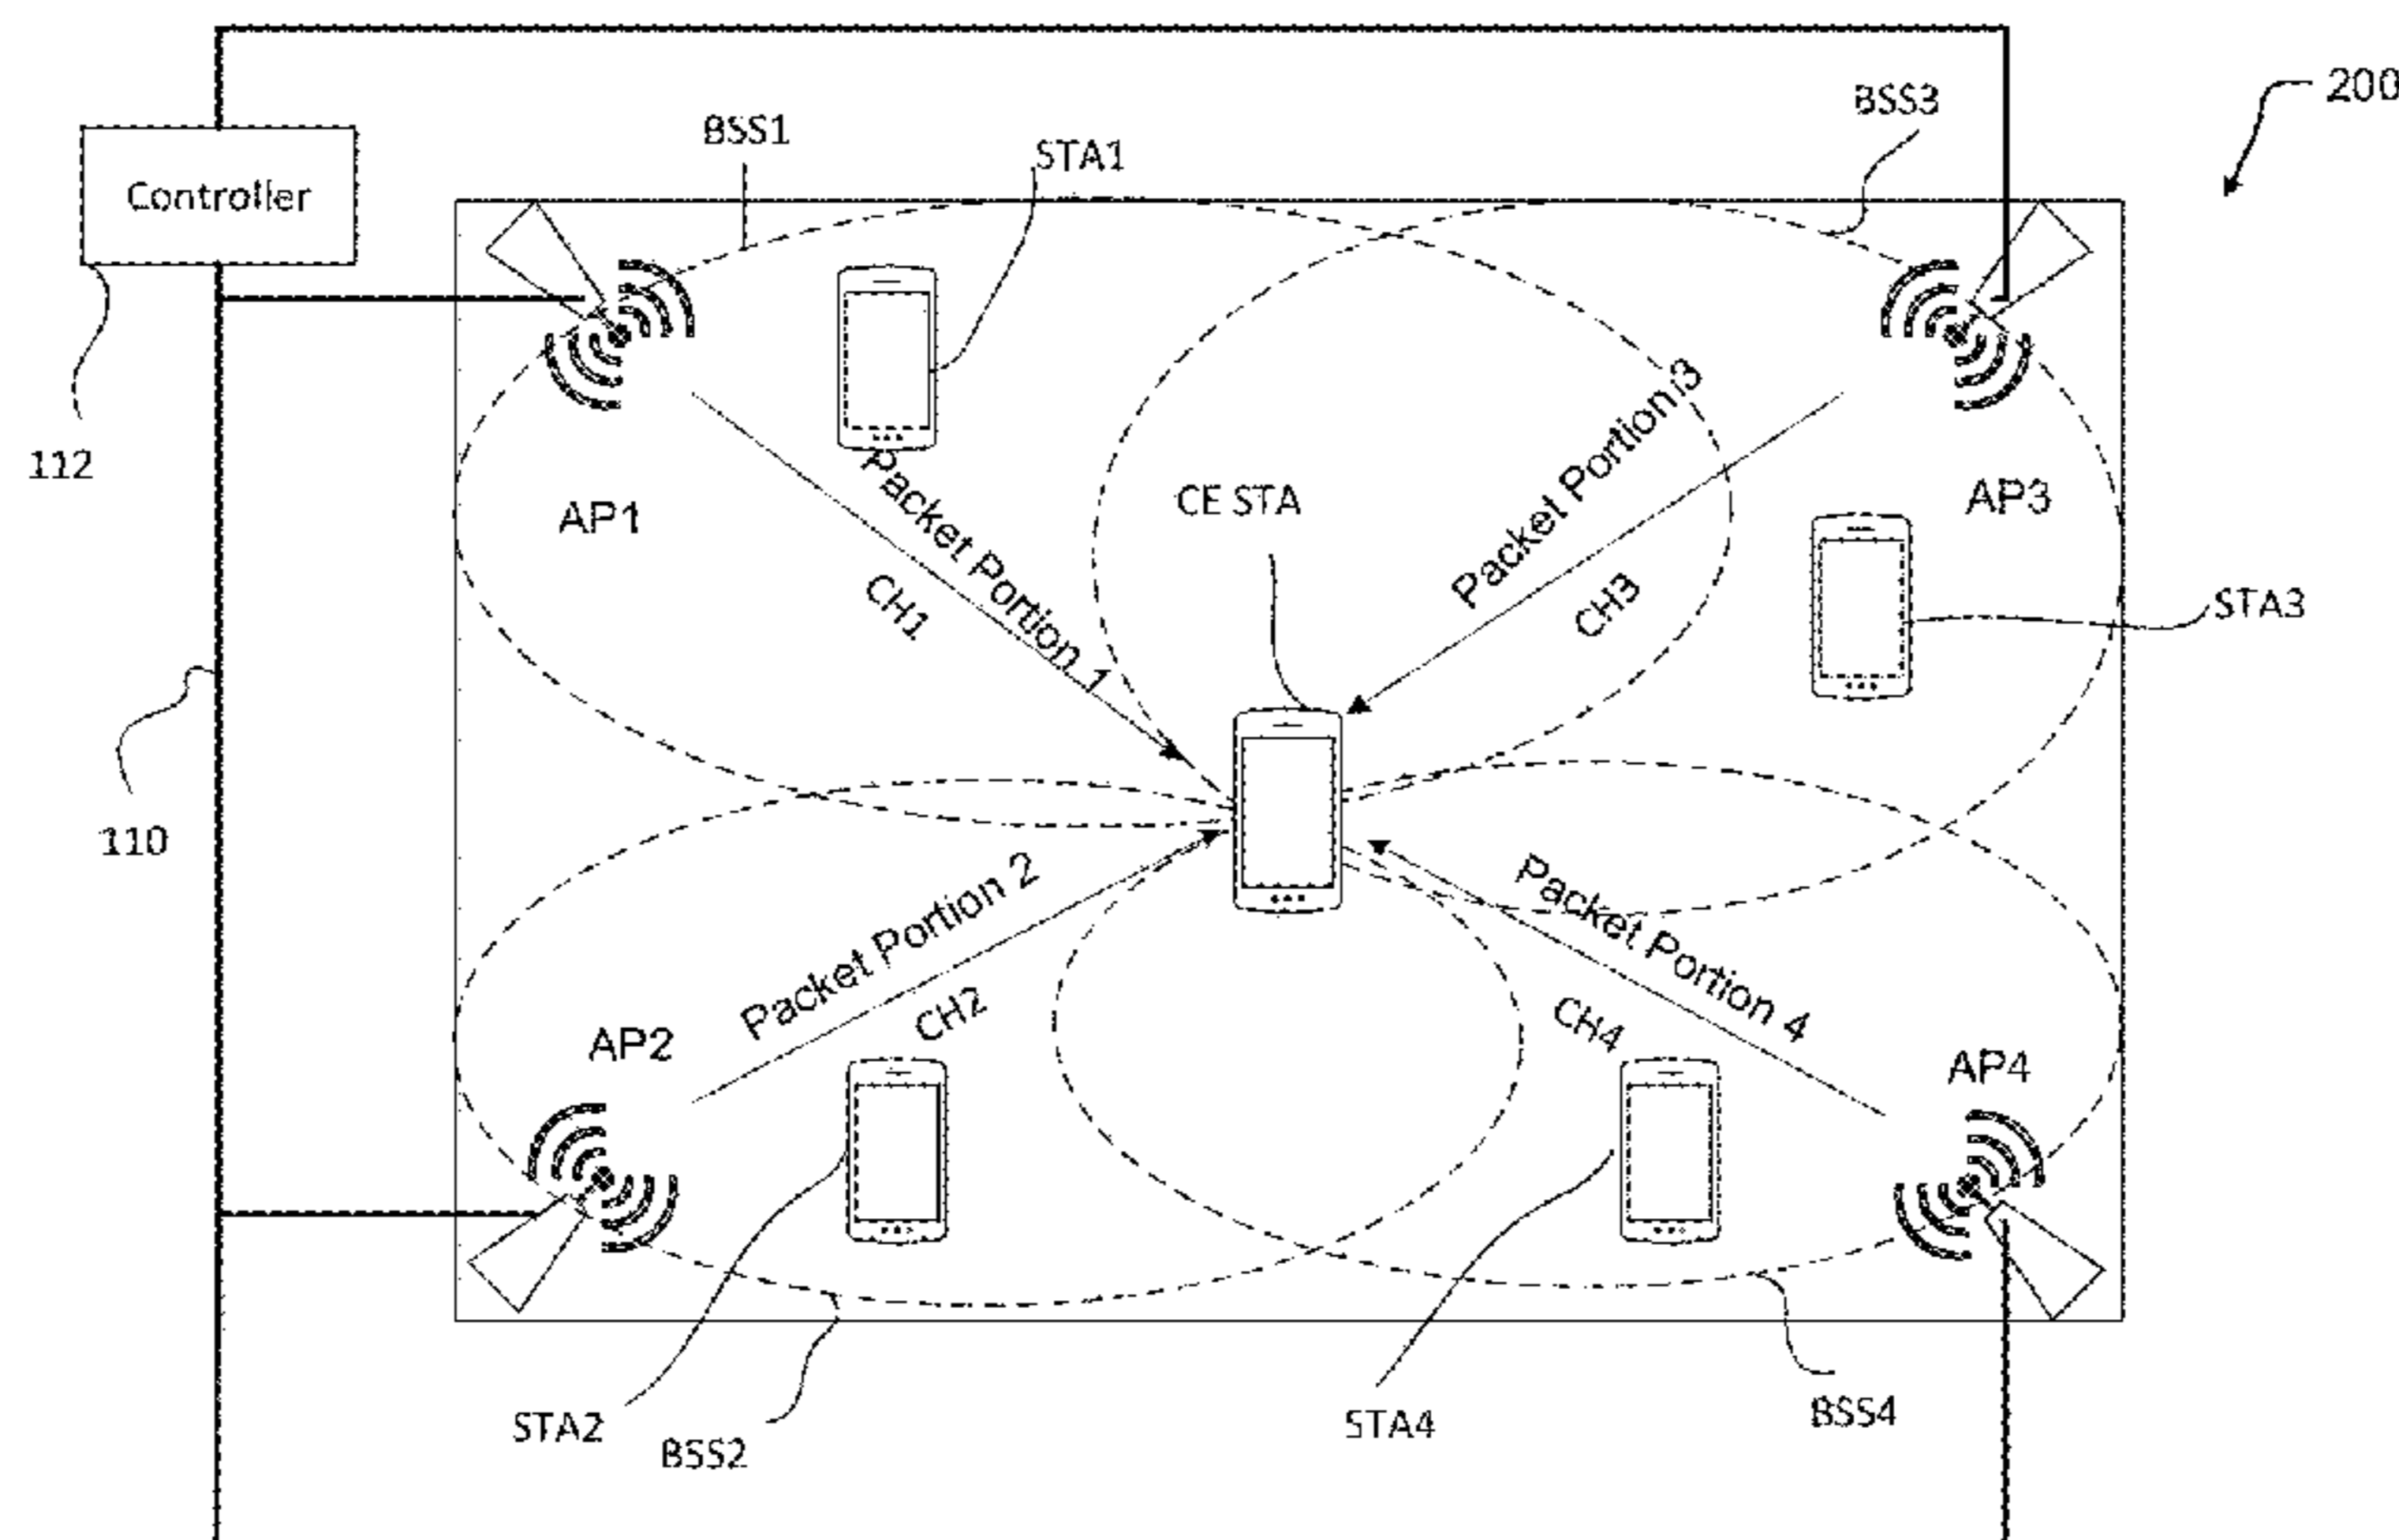 200
BSS3
BSS1
STA1
Controller
Packet Portion 3
112
CE STA
AP3
AP1
Packet Portion 1
CH1
CH3
STA3
110
Packet Portion 2
Packet Portion 4
CH2
CH4
AP2
AP4
STA2
BSS2
STA4
BSS4